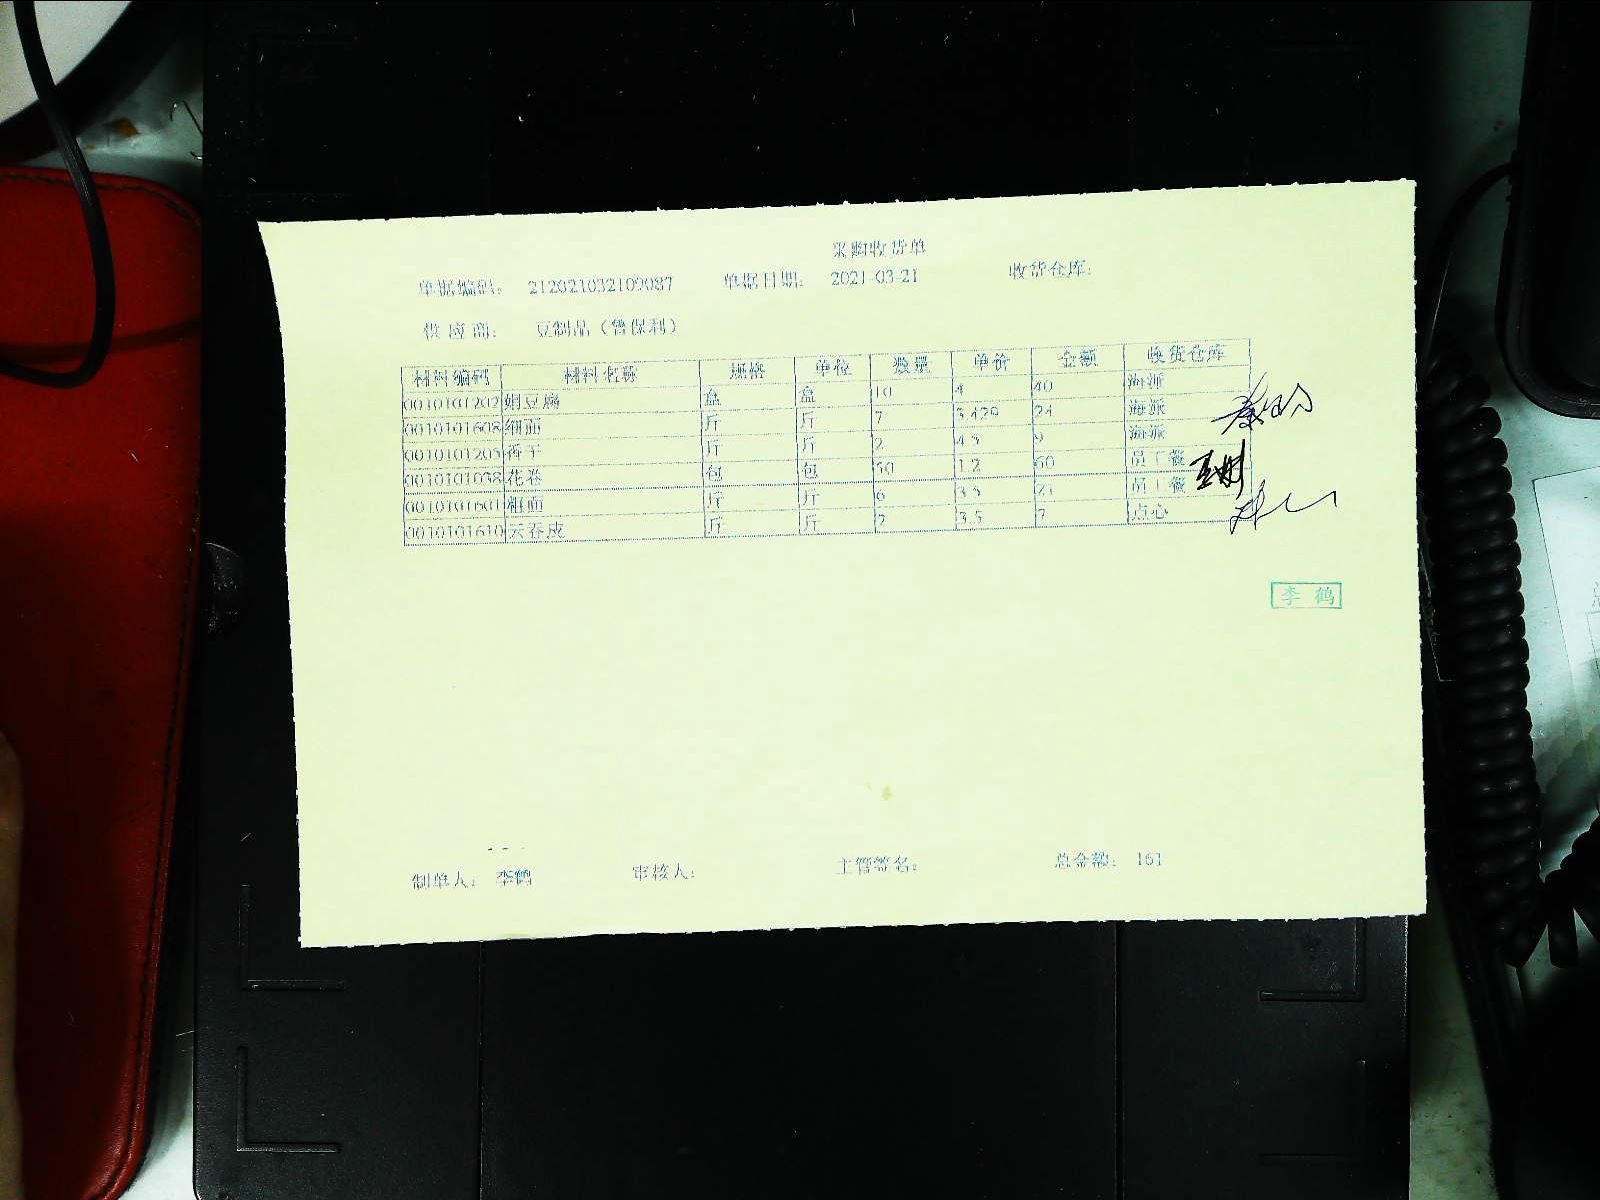 采购收货单
单据编码: 212021032109087 单据日期: 2021-03-21 收货仓库:
供应商: 豆制品（鲁保利）
材料编码 材料名称 规格 单位 数量 单价 金额 收货仓库
0010101202 绢豆腐 盒 盒 10 4 40 海派
0010101608 细面 斤 斤 7 3.429 24 海派
0010101205 香干 斤 斤 2 4.5 9 海派
0010101038 花卷 包 包 50 1.2 60 员工餐
0010101601 粗面 斤 斤 6 3.5 21 员工餐
0010101610 云吞皮 斤 斤 2 3.5 7 点心
李鹤
制单人: 李鹤 审核人: 主管签名: 总金额: 161